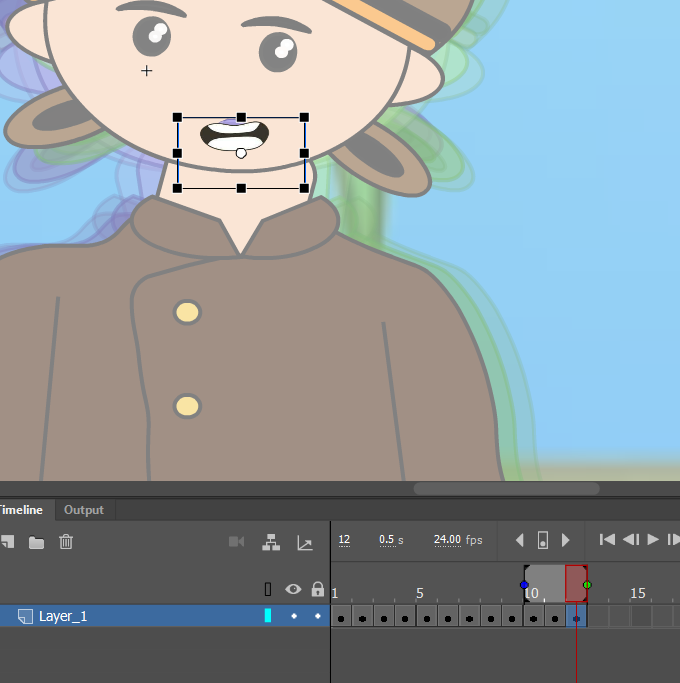 Timeline Output
12 0.5 s 24.00 fps
1 5 10 15
Layer_1